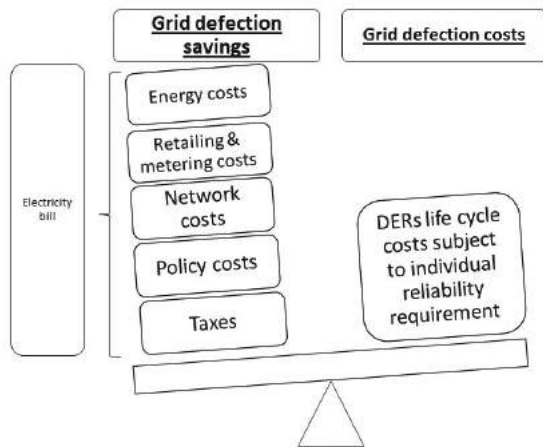 Grid defection
savings
Grid defection costs
Electricity
bill
Energy costs
Retailing &
metering costs
Network
costs
Policy costs
Taxes
DERs life cycle
costs subject
to individual
reliability
requirement